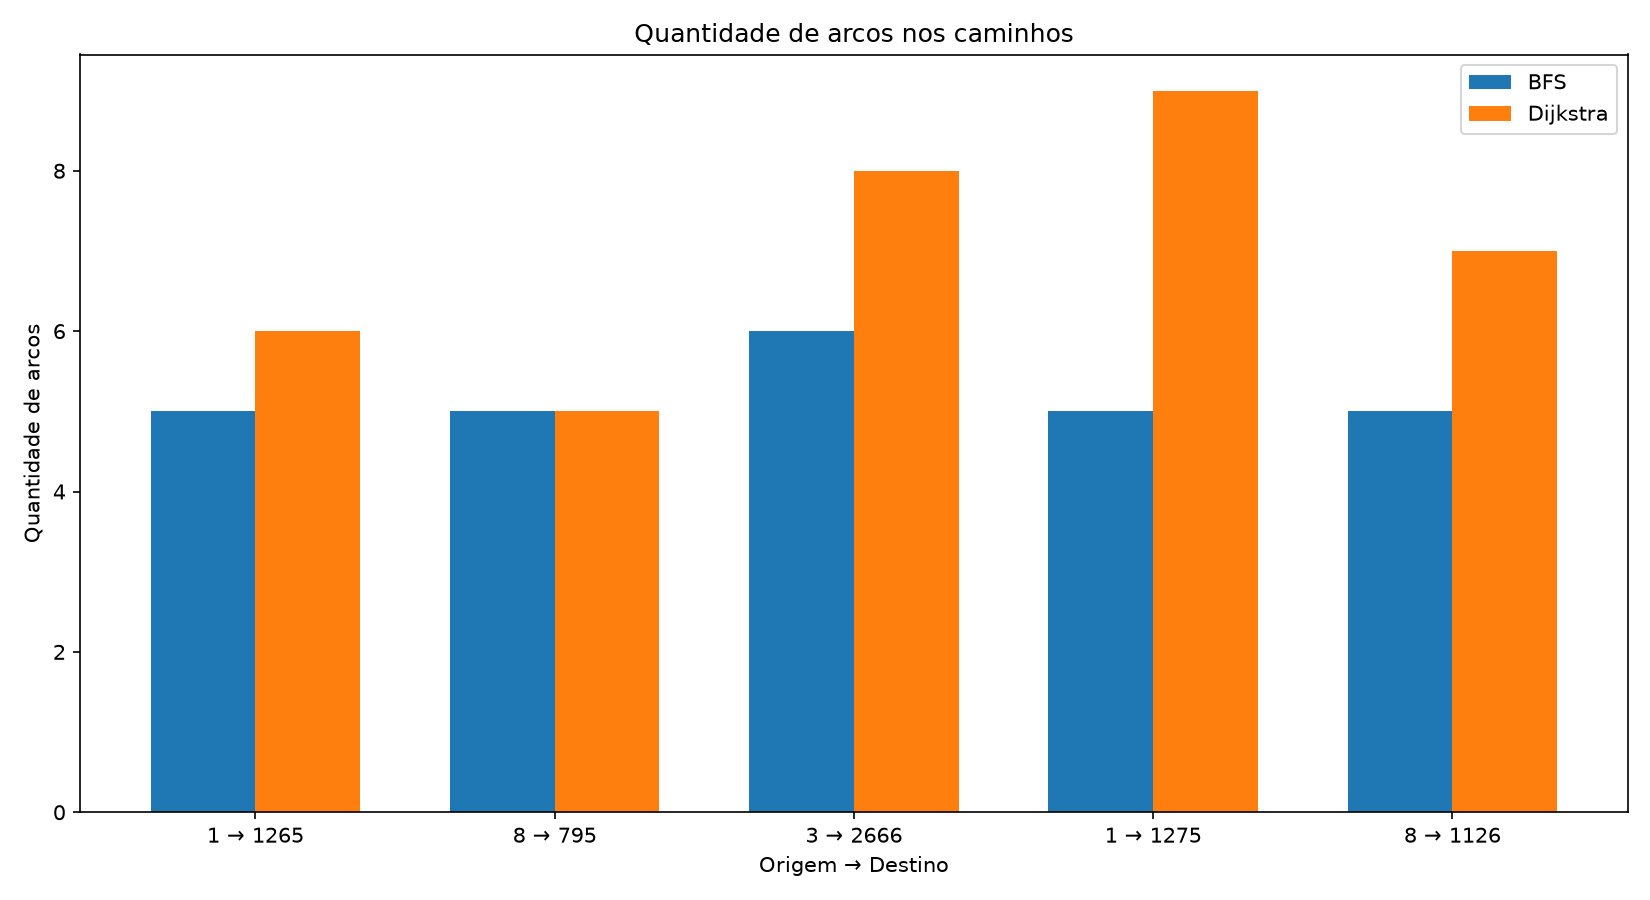 Quantidade de arcos nos caminhos
BFS
Dijkstra
Quantidade de arcos
8
6
4
2
0
1 → 1265
8 → 795
3 → 2666
1 → 1275
8 → 1126
Origem → Destino